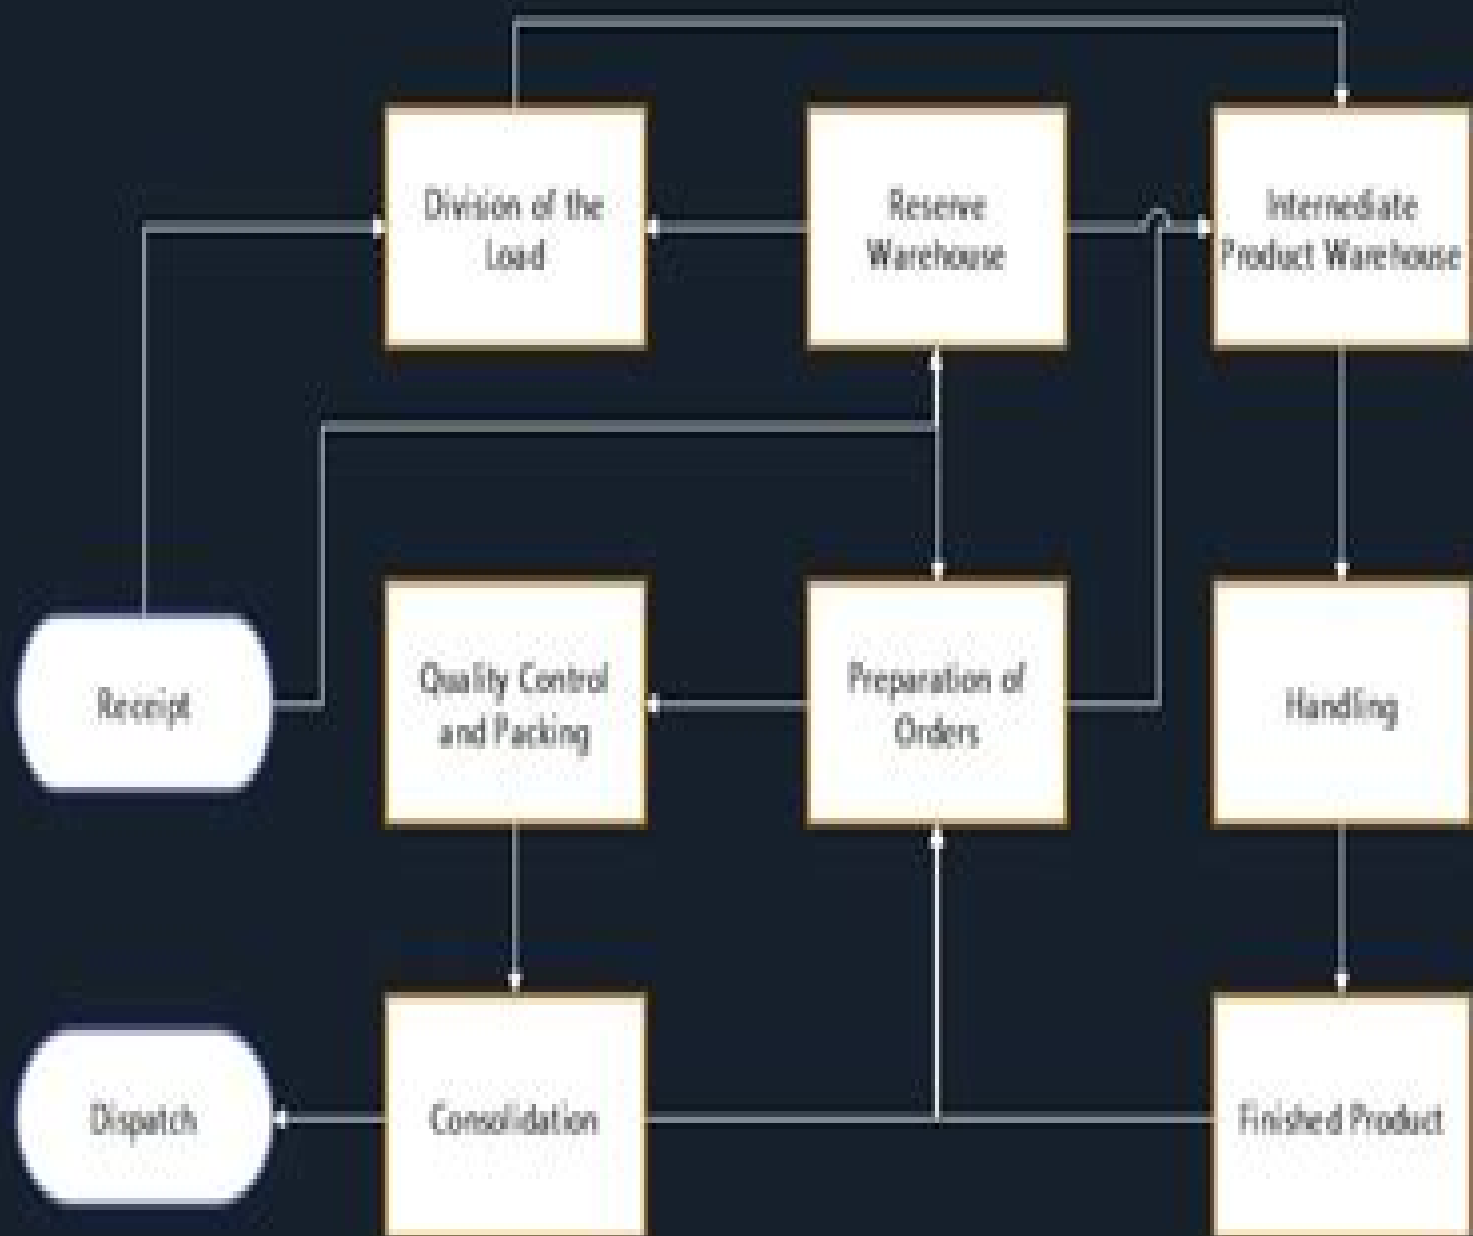 Division of the
Load
Reserve
Warehouse
Internediate
Product Warehouse
Receipt
Quality Control
and Packing
Preparation of
Orders
Handling
Dispatch
Consolidation
Finished Product